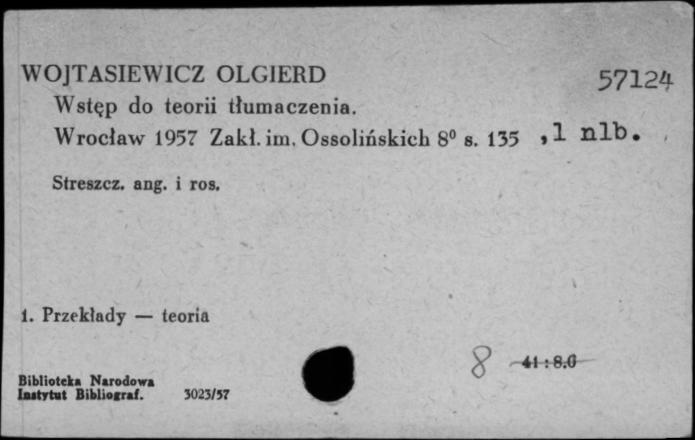 WOJTASIEWICZ OLGIERD 57124
Wstęp do teorii tłumaczenia.
Wrocław 1957 Zakł. im. Ossolińskich 8⁰ s. 135 , 1 nlb.
Streszcz. ang. i ros.
1. Przekłady — teoria
8 41 : 8.0
Biblioteka Narodowa
Instytut Bibliograf. 3023/57